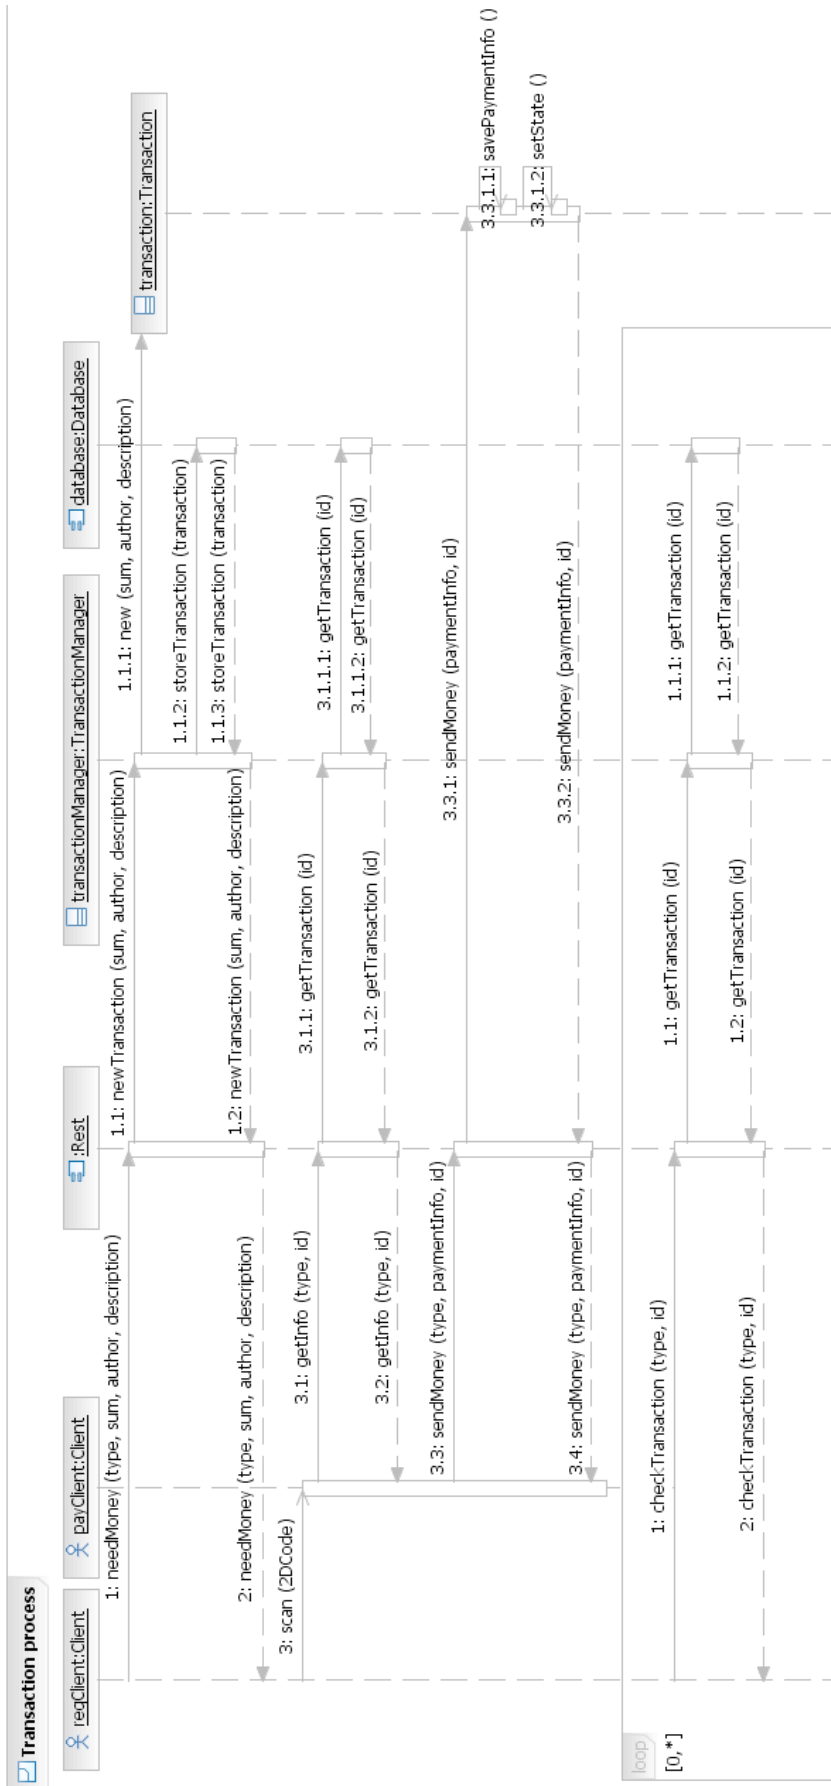 Transaction process
reqClient:Client
payClient:Client
:Rest
transactionManager:TransactionManager
database:Database
transaction:Transaction
1: needMoney (type, sum, author, description)
1.1: newTransaction (sum, author, description)
1.1.1: new (sum, author, description)
1.1.2: storeTransaction (transaction)
1.1.3: storeTransaction (transaction)
1.2: newTransaction (sum, author, description)
2: needMoney (type, sum, author, description)
3: scan (2DCode)
3.1: getInfo (type, id)
3.1.1: getTransaction (id)
3.1.1.1: getTransaction (id)
3.1.1.2: getTransaction (id)
3.1.2: getTransaction (id)
3.2: getInfo (type, id)
3.3: sendMoney (type, paymentInfo, id)
3.3.1: sendMoney (paymentInfo, id)
3.3.1.1: savePaymentInfo ()
3.3.1.2: setState ()
3.3.2: sendMoney (paymentInfo, id)
3.4: sendMoney (type, paymentInfo, id)
loop
[0,*]
1: checkTransaction (type, id)
1.1: getTransaction (id)
1.1.1: getTransaction (id)
1.1.2: getTransaction (id)
1.2: getTransaction (id)
2: checkTransaction (type, id)